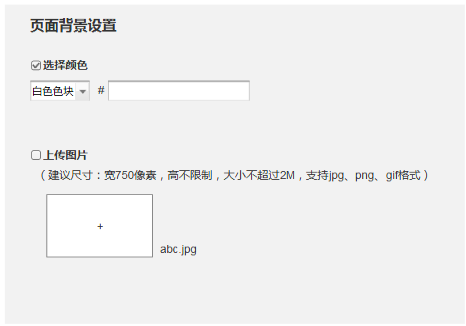 页面背景设置
选择颜色
白色色块 #
上传图片
（建议尺寸：宽750像素，高不限制，大小不超过2M，支持jpg、png、gif格式）
+
abc.jpg